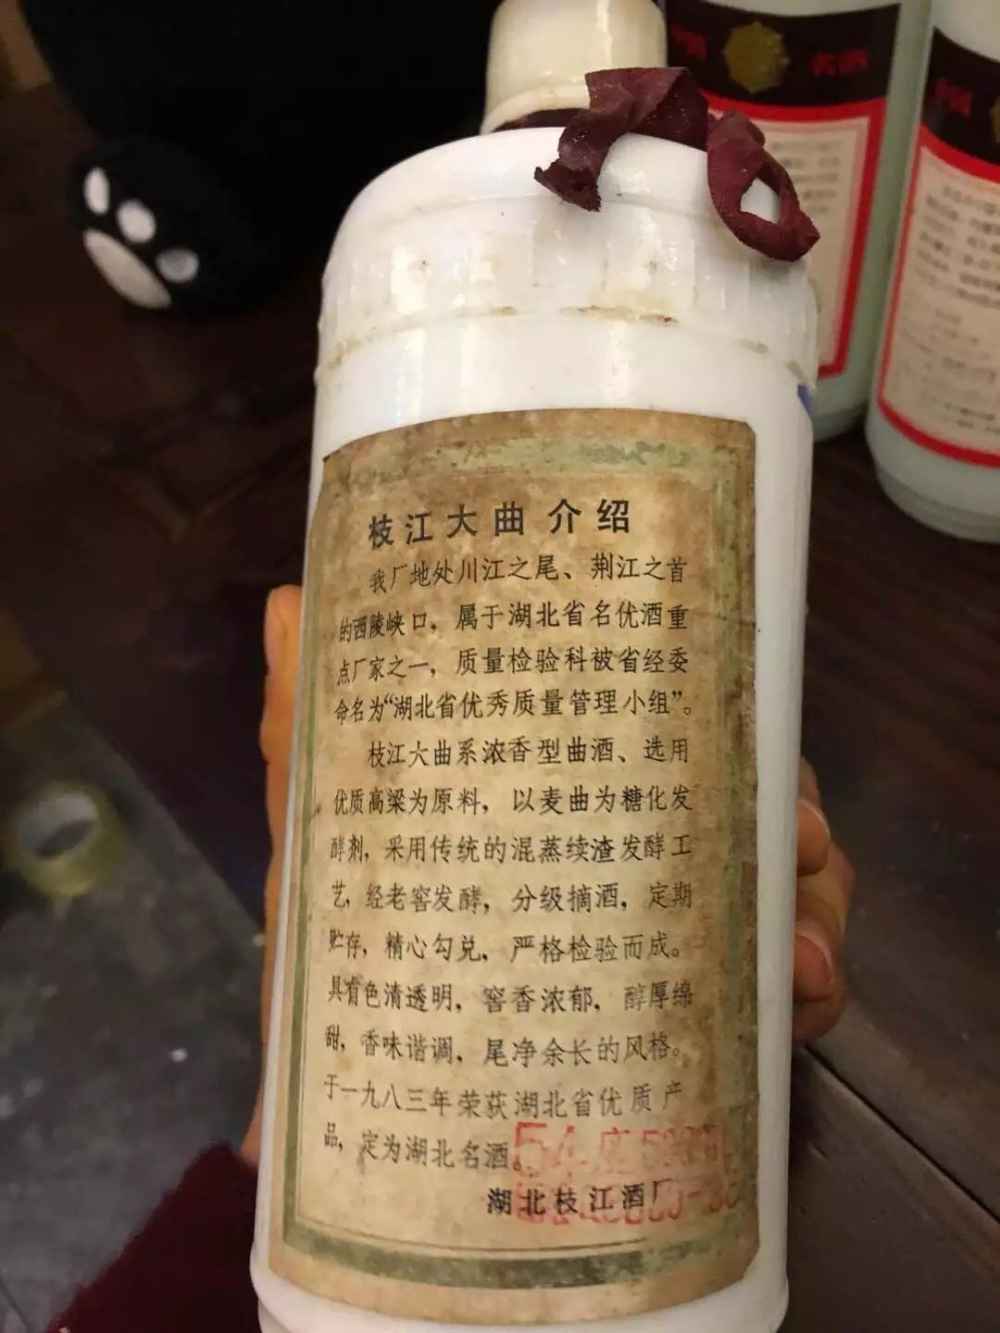 枝江大曲介绍
我厂地处川江之尾、荆江之首
的西陵峡口，属于湖北省名优酒重
点厂家之一，质量检验科被省经委
命名为“湖北省优秀质量管理小组”。
枝江大曲系浓香型曲酒、选用
优质高粱为原料，以麦曲为糖化发
酵剂，采用传统的混蒸续渣发酵工
艺，经老窖发酵，分级摘酒，定期
贮存，精心勾兑，严格检验而成。
具有色清透明，窖香浓郁，醇厚绵
甜，香味谐调，尾净余长的风格。
于一九八三年荣获湖北省优质产
品，定为湖北名酒。
54度
湖北枝江酒厂